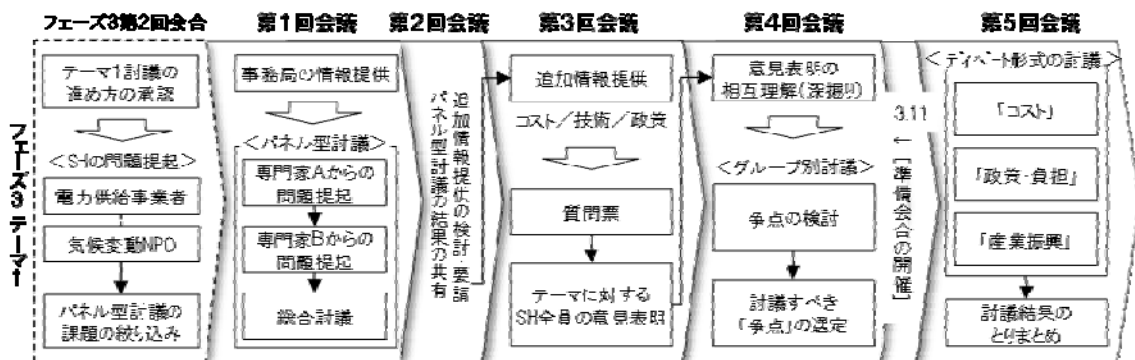 フェーズ3第2回会合
第1回会議
第2回会議
第3回会議
第4回会議
第5回会議
フェーズ3 テーマ1
テーマ1討議の
進め方の承認
<SHの問題提起>
電力供給事業者
気候変動NPO
パネル型討議の
課題の絞り込み
事務局の情報提供
<パネル型討議>
専門家Aからの
問題提起
専門家Bからの
問題提起
総合討議
追加情報提供の検討・要請
パネル型討議の結果の共有
追加情報提供
コスト/技術/政策
質問票
テーマに対する
SH全員の意見表明
意見表明の
相互理解(深掘り)
<グループ別討議>
争点の検討
討議すべき
「争点」の選定
3.11
←[準備会合の開催]
<ディベート形式の討議>
「コスト」
「政策・負担」
「産業振興」
討議結果の
とりまとめ